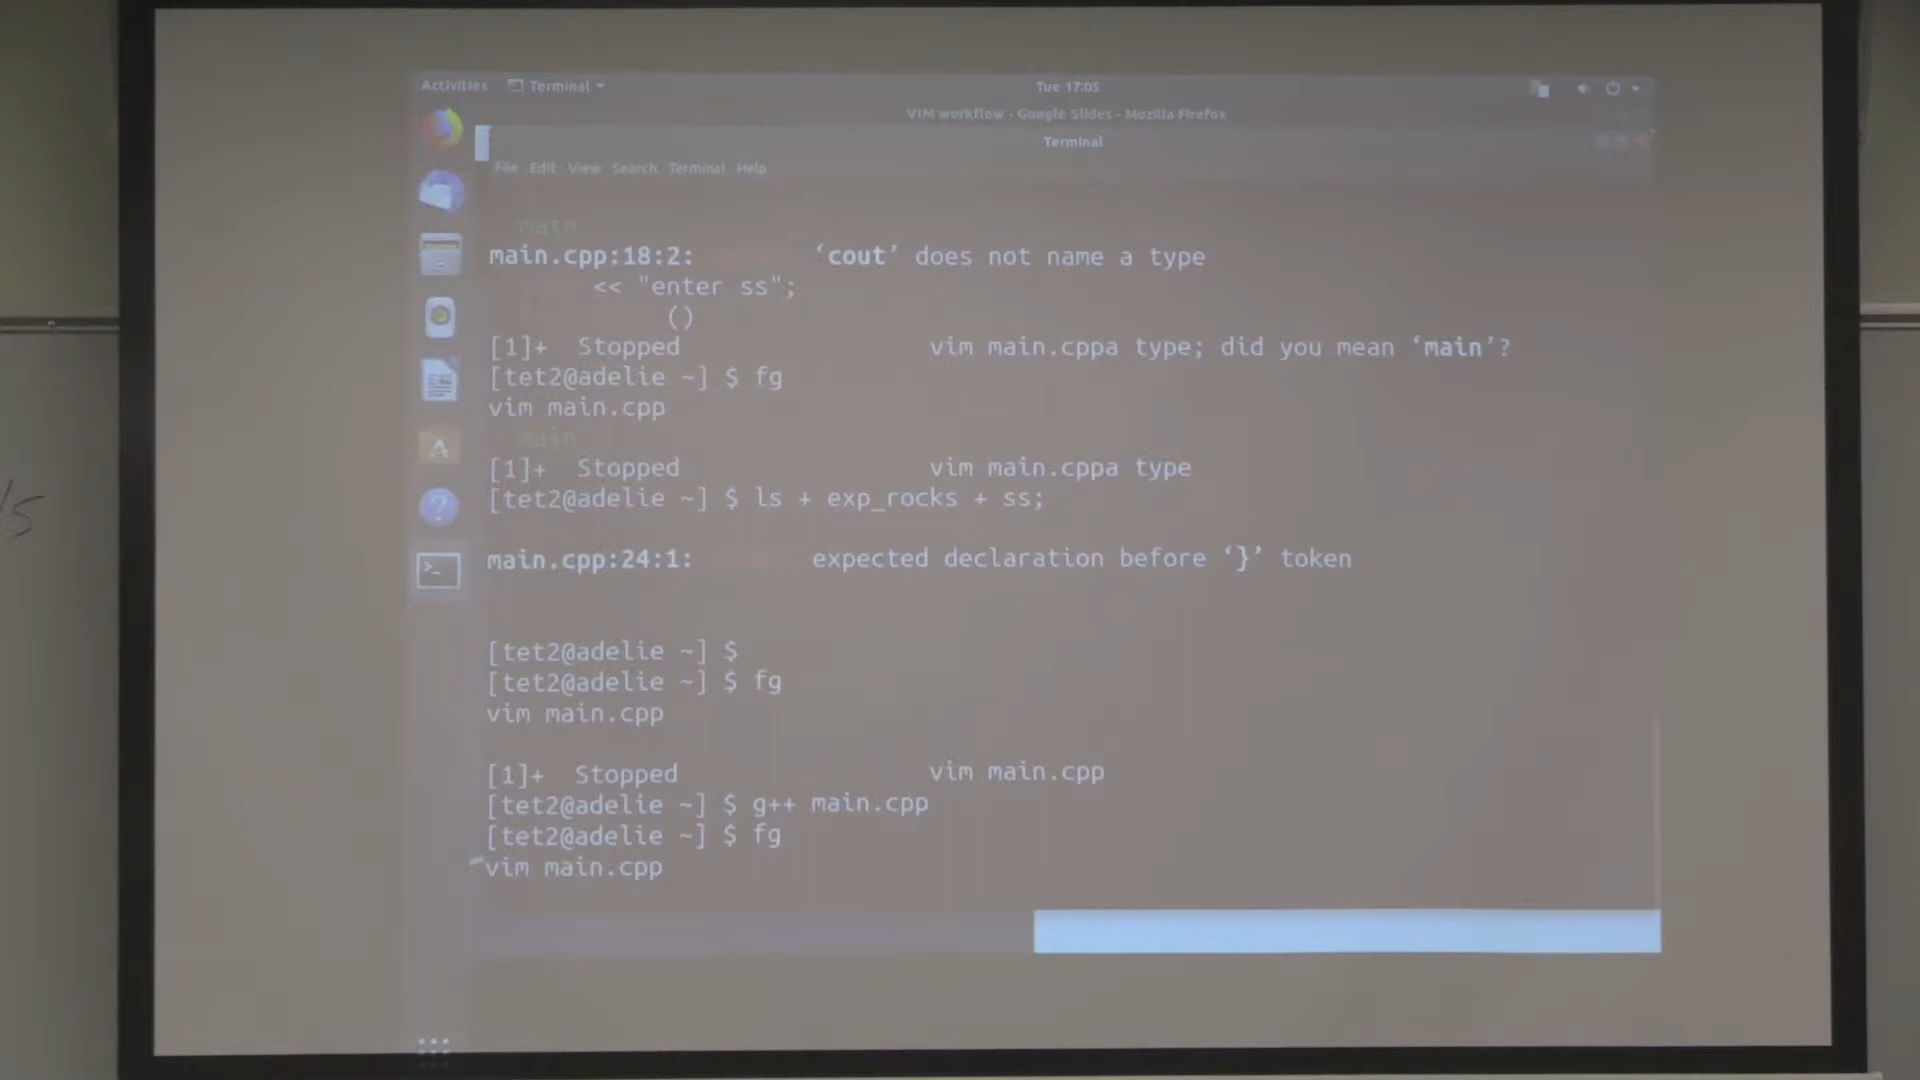 Activities Terminal Tue 17:05
VIM workflow - Google Slides - Mozilla Firefox
Terminal
File Edit View Search Terminal Help
main
main.cpp:18:2: ‘cout’ does not name a type
<< "enter ss";
()
[1]+ Stopped vim main.cppa type; did you mean ‘main’?
[tet2@adelie ~] $ fg
vim main.cpp
main
[1]+ Stopped vim main.cppa type
[tet2@adelie ~] $ ls + exp_rocks + ss;
main.cpp:24:1: expected declaration before ‘}’ token
[tet2@adelie ~] $
[tet2@adelie ~] $ fg
vim main.cpp
[1]+ Stopped vim main.cpp
[tet2@adelie ~] $ g++ main.cpp
[tet2@adelie ~] $ fg
vim main.cpp